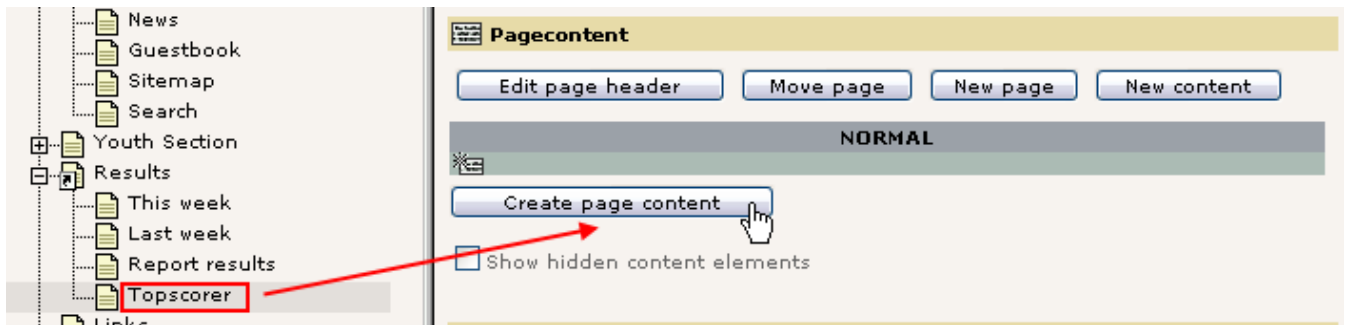 News
Guestbook
Sitemap
Search
Youth Section
Results
This week
Last week
Report results
Topscorer
Links
Pagecontent
Edit page header Move page New page New content
NORMAL
Create page content
Show hidden content elements